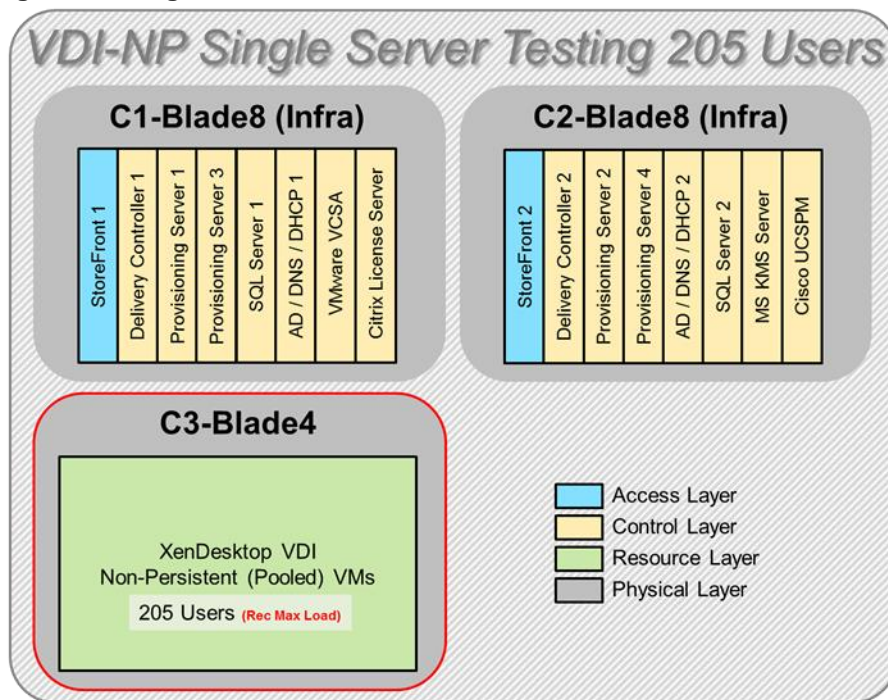 VDI-NP Single Server Testing 205 Users
C1-Blade8 (Infra)
StoreFront 1
Delivery Controller 1
Provisioning Server 1
Provisioning Server 3
SQL Server 1
AD / DNS / DHCP 1
VMware VCSA
Citrix License Server
C2-Blade8 (Infra)
StoreFront 2
Delivery Controller 2
Provisioning Server 2
Provisioning Server 4
AD / DNS / DHCP 2
SQL Server 2
MS KMS Server
Cisco UCSPM
C3-Blade4
XenDesktop VDI
Non-Persistent (Pooled) VMs
205 Users (Rec Max Load)
Access Layer
Control Layer
Resource Layer
Physical Layer